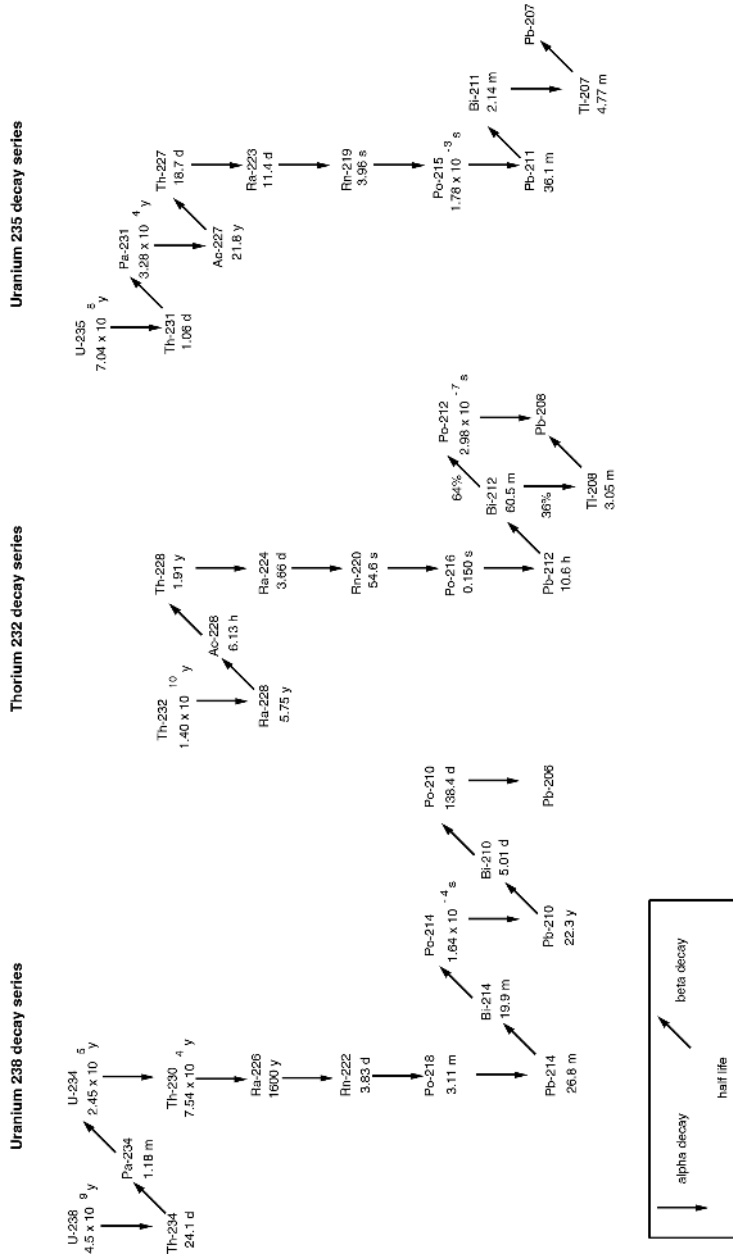 Uranium 238 decay series
U-238
4.5 x 10 9 y
Th-234
24.1 d
Pa-234
1.18 m
U-234
2.45 x 10 5 y
Th-230
7.54 x 10 4 y
Ra-226
1600 y
Rn-222
3.83 d
Po-218
3.11 m
Pb-214
26.8 m
Bi-214
19.9 m
Po-214
1.64 x 10 - 4 s
Pb-210
22.3 y
Bi-210
5.01 d
Po-210
138.4 d
Pb-206
Thorium 232 decay series
Th-232
1.40 x 10 10 y
Ra-228
5.75 y
Ac-228
6.13 h
Th-228
1.91 y
Ra-224
3.66 d
Rn-220
54.6 s
Po-216
0.150 s
Pb-212
10.6 h
Bi-212
60.5 m
64%
36%
Po-212
2.98 x 10 - 7 s
Tl-208
3.05 m
Pb-208
Uranium 235 decay series
U-235
7.04 x 10 8 y
Th-231
1.06 d
Pa-231
3.28 x 10 4 y
Ac-227
21.8 y
Th-227
18.7 d
Ra-223
11.4 d
Rn-219
3.96 s
Po-215
1.78 x 10 - 3 s
Pb-211
36.1 m
Bi-211
2.14 m
Tl-207
4.77 m
Pb-207
alpha decay
beta decay
half life